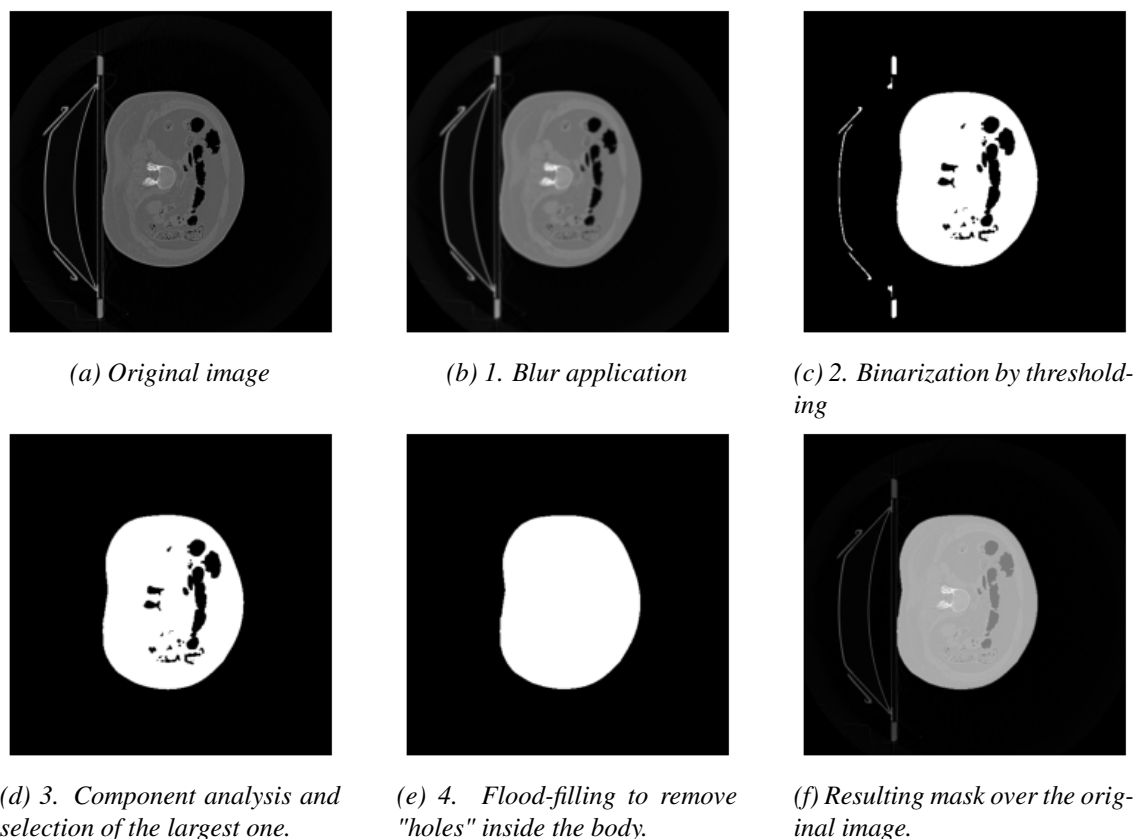 (a) Original image
(b) 1. Blur application
(c) 2. Binarization by threshold-
ing
(d) 3. Component analysis and
selection of the largest one.
(e) 4. Flood-filling to remove
"holes" inside the body.
(f) Resulting mask over the orig-
inal image.